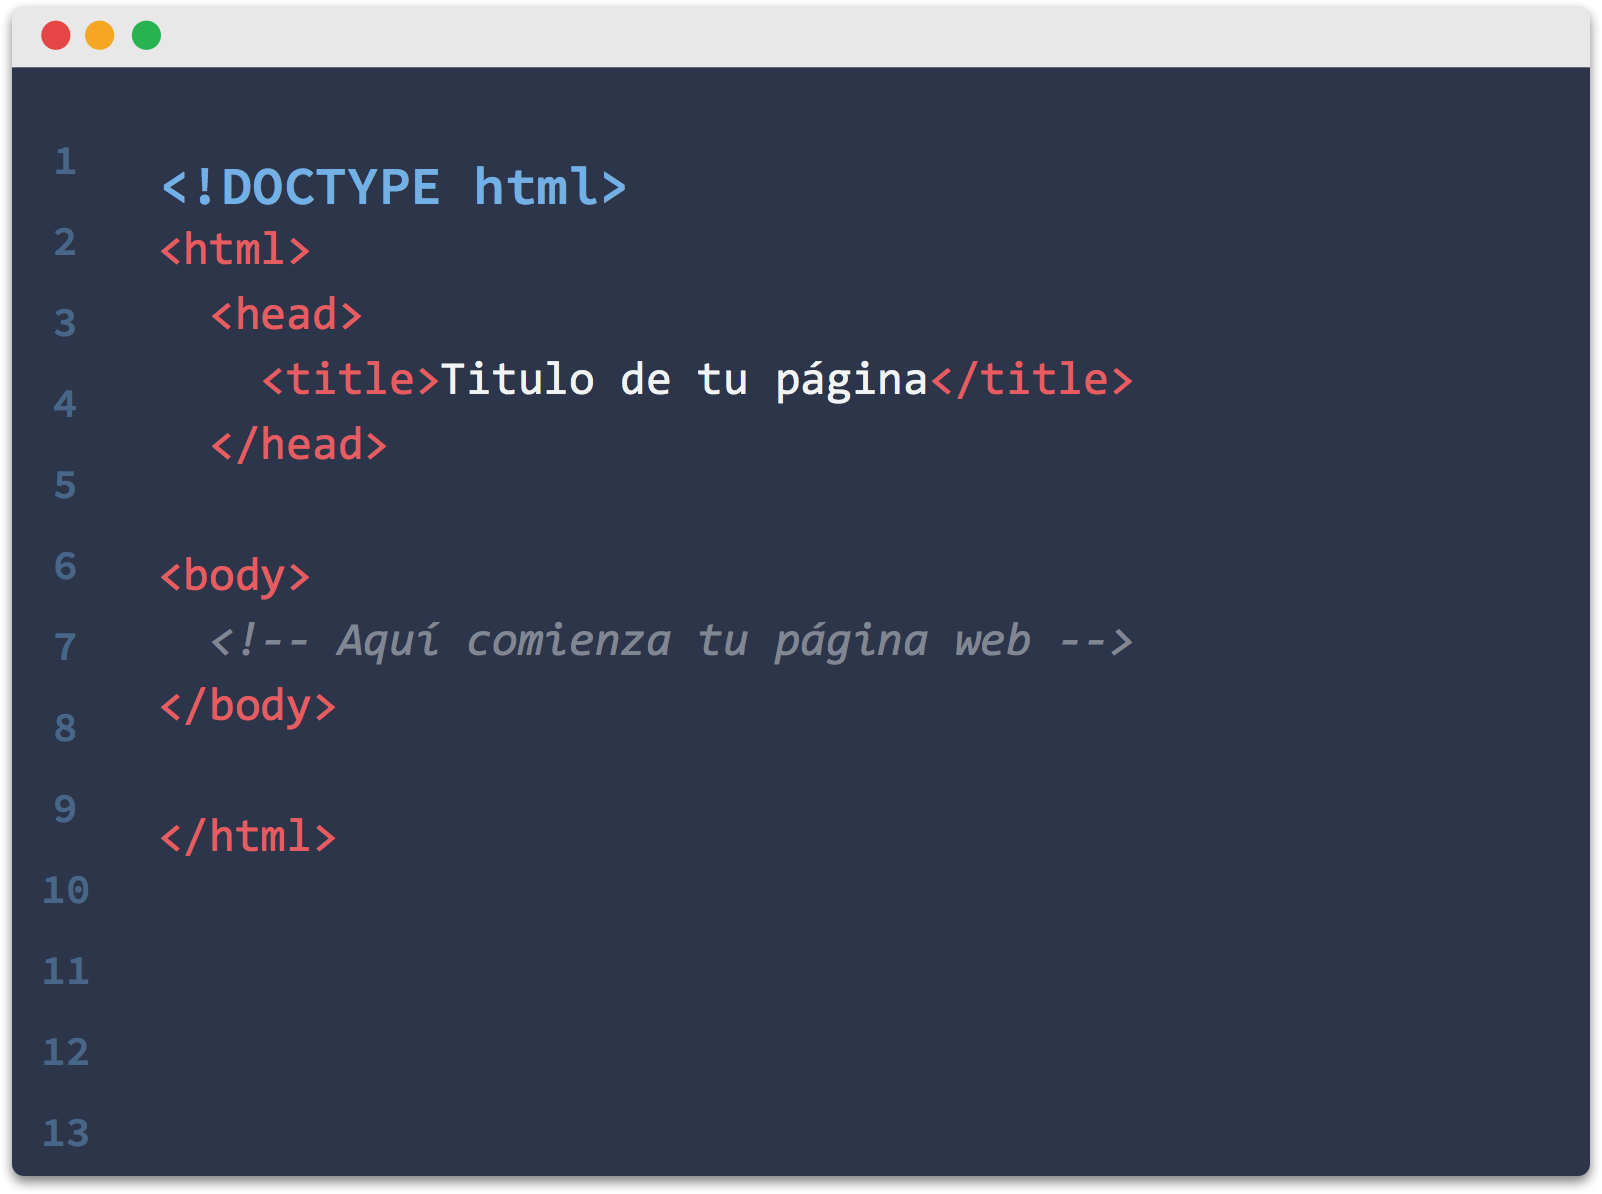 1
<!DOCTYPE html>
2
<html>
3
<head>
4
<title>Titulo de tu página</title>
</head>
5
6
<body>
7
<!-- Aquí comienza tu página web -->
8
</body>
9
</html>
10
11
12
13